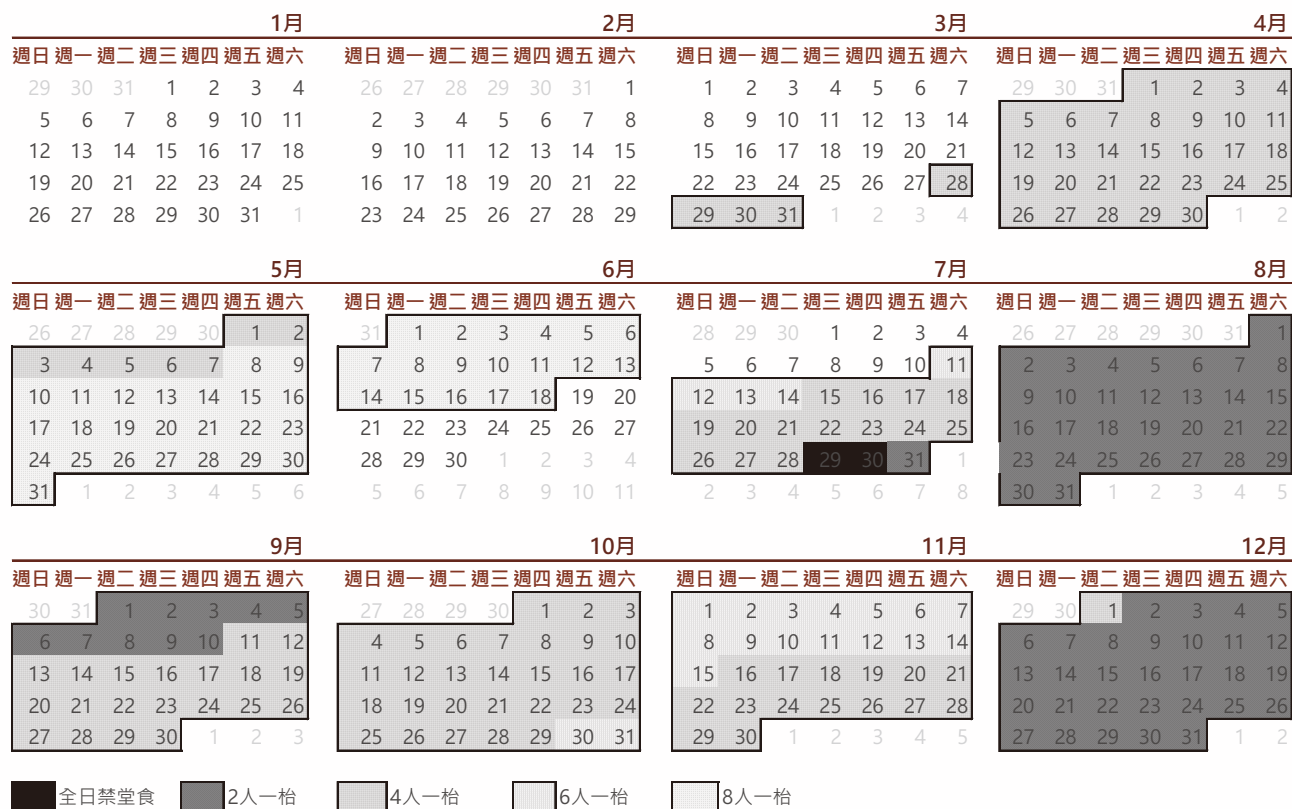 1月 2月 3月 4月
週日 週一 週二 週三 週四 週五 週六 週日 週一 週二 週三 週四 週五 週六 週日 週一 週二 週三 週四 週五 週六 週日 週一 週二 週三 週四 週五 週六
29 30 31 1 2 3 4 26 27 28 29 30 31 1 1 2 3 4 5 6 7 29 30 31 1 2 3 4
5 6 7 8 9 10 11 2 3 4 5 6 7 8 8 9 10 11 12 13 14 5 6 7 8 9 10 11
12 13 14 15 16 17 18 9 10 11 12 13 14 15 15 16 17 18 19 20 21 12 13 14 15 16 17 18
19 20 21 22 23 24 25 16 17 18 19 20 21 22 22 23 24 25 26 27 28 19 20 21 22 23 24 25
26 27 28 29 30 31 1 23 24 25 26 27 28 29 29 30 31 1 2 3 4 26 27 28 29 30 1 2
5月 6月 7月 8月
週日 週一 週二 週三 週四 週五 週六 週日 週一 週二 週三 週四 週五 週六 週日 週一 週二 週三 週四 週五 週六 週日 週一 週二 週三 週四 週五 週六
26 27 28 29 30 1 2 31 1 2 3 4 5 6 28 29 30 1 2 3 4 26 27 28 29 30 31 1
3 4 5 6 7 8 9 7 8 9 10 11 12 13 5 6 7 8 9 10 11 2 3 4 5 6 7 8
10 11 12 13 14 15 16 14 15 16 17 18 19 20 12 13 14 15 16 17 18 9 10 11 12 13 14 15
17 18 19 20 21 22 23 21 22 23 24 25 26 27 19 20 21 22 23 24 25 16 17 18 19 20 21 22
24 25 26 27 28 29 30 28 29 30 1 2 3 4 26 27 28 29 30 31 1 23 24 25 26 27 28 29
31 1 2 3 4 5 6 5 6 7 8 9 10 11 2 3 4 5 6 7 8 30 31 1 2 3 4 5
9月 10月 11月 12月
週日 週一 週二 週三 週四 週五 週六 週日 週一 週二 週三 週四 週五 週六 週日 週一 週二 週三 週四 週五 週六 週日 週一 週二 週三 週四 週五 週六
30 31 1 2 3 4 5 27 28 29 30 1 2 3 1 2 3 4 5 6 7 29 30 1 2 3 4 5
6 7 8 9 10 11 12 4 5 6 7 8 9 10 8 9 10 11 12 13 14 6 7 8 9 10 11 12
13 14 15 16 17 18 19 11 12 13 14 15 16 17 15 16 17 18 19 20 21 13 14 15 16 17 18 19
20 21 22 23 24 25 26 18 19 20 21 22 23 24 22 23 24 25 26 27 28 20 21 22 23 24 25 26
27 28 29 30 1 2 3 25 26 27 28 29 30 31 29 30 1 2 3 4 5 27 28 29 30 31 1 2
全日禁堂食 2人一枱 4人一枱 6人一枱 8人一枱